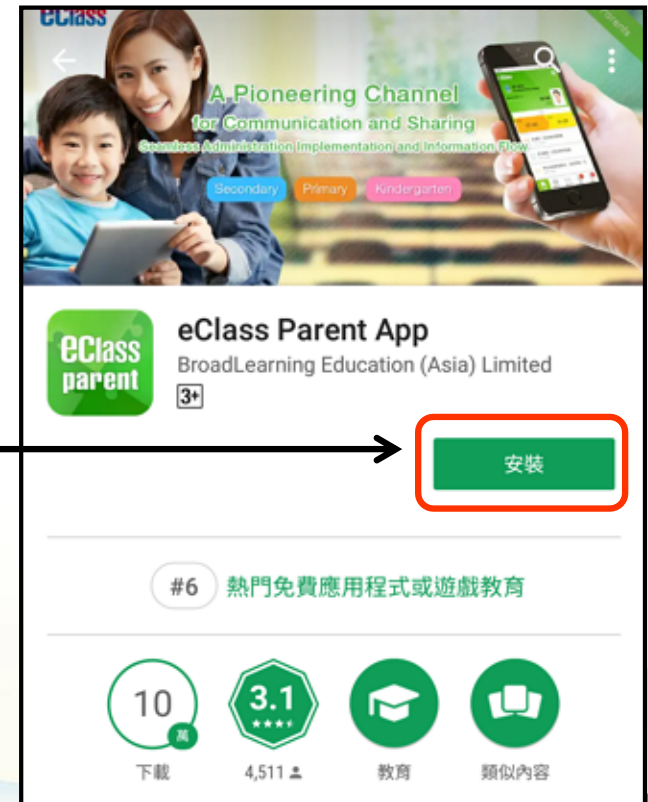 eClass
Parents
A Pioneering Channel
for Communication and Sharing
Seamless Administration Implementation and Information Flow
Secondary Primary Kindergarten
eClass
parent
eClass Parent App
BroadLearning Education (Asia) Limited
3+
安裝
#6 熱門免費應用程式或遊戲教育
10
萬
3.1
下載 4,511 教育 類似內容